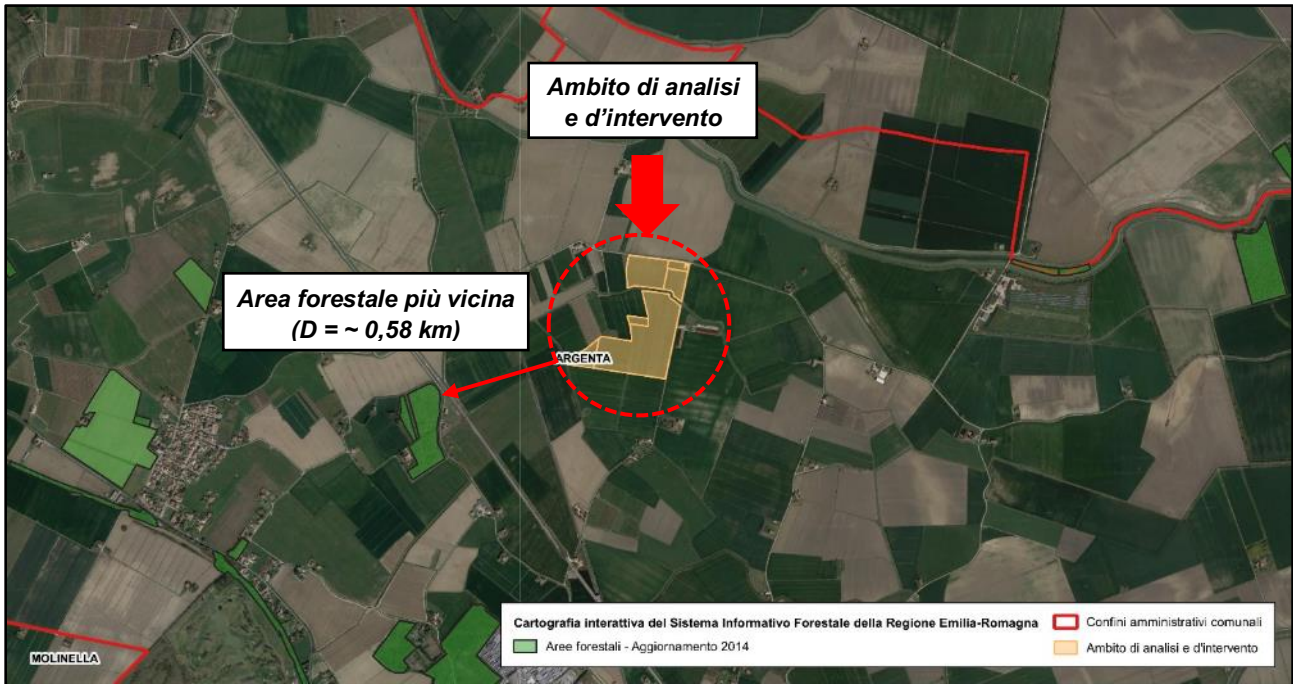 Ambito di analisi
e d'intervento
Area forestale più vicina
(D = ~ 0,58 km)
ARGENTA
MOLINELLA
Cartografia interattiva del Sistema Informativo Forestale della Regione Emilia-Romagna
Aree forestali - Aggiornamento 2014
Confini amministrativi comunali
Ambito di analisi e d'intervento